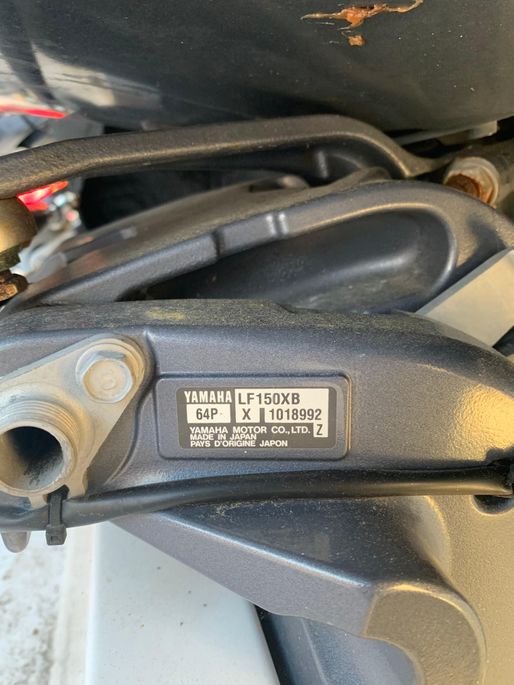 YAMAHA LF150XB
64P X 1018992
YAMAHA MOTOR CO., LTD. Z
MADE IN JAPAN
PAYS D'ORIGINE JAPON